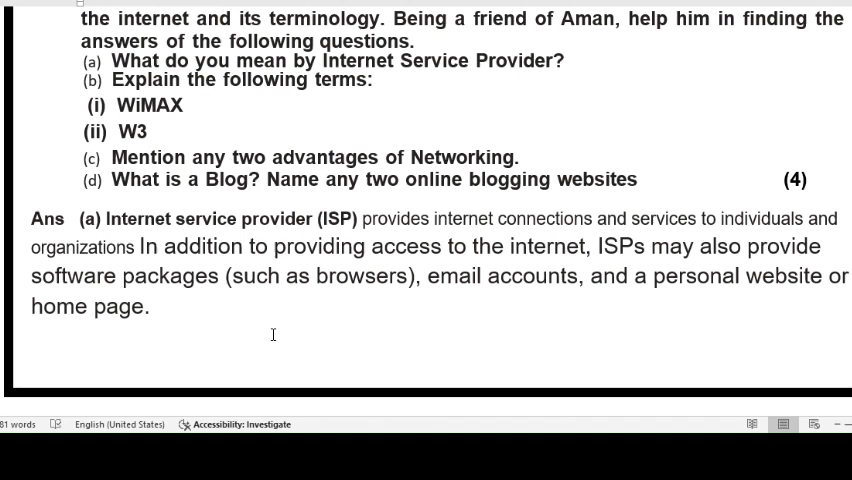 the internet and its terminology. Being a friend of Aman, help him in finding the
answers of the following questions.
(a) What do you mean by Internet Service Provider?
(b) Explain the following terms:
(i) WiMAX
(ii) W3
(c) Mention any two advantages of Networking.
(d) What is a Blog? Name any two online blogging websites (4)
Ans (a) Internet service provider (ISP) provides internet connections and services to individuals and
organizations In addition to providing access to the internet, ISPs may also provide
software packages (such as browsers), email accounts, and a personal website or
home page.
81 words English (United States) Accessibility: Investigate